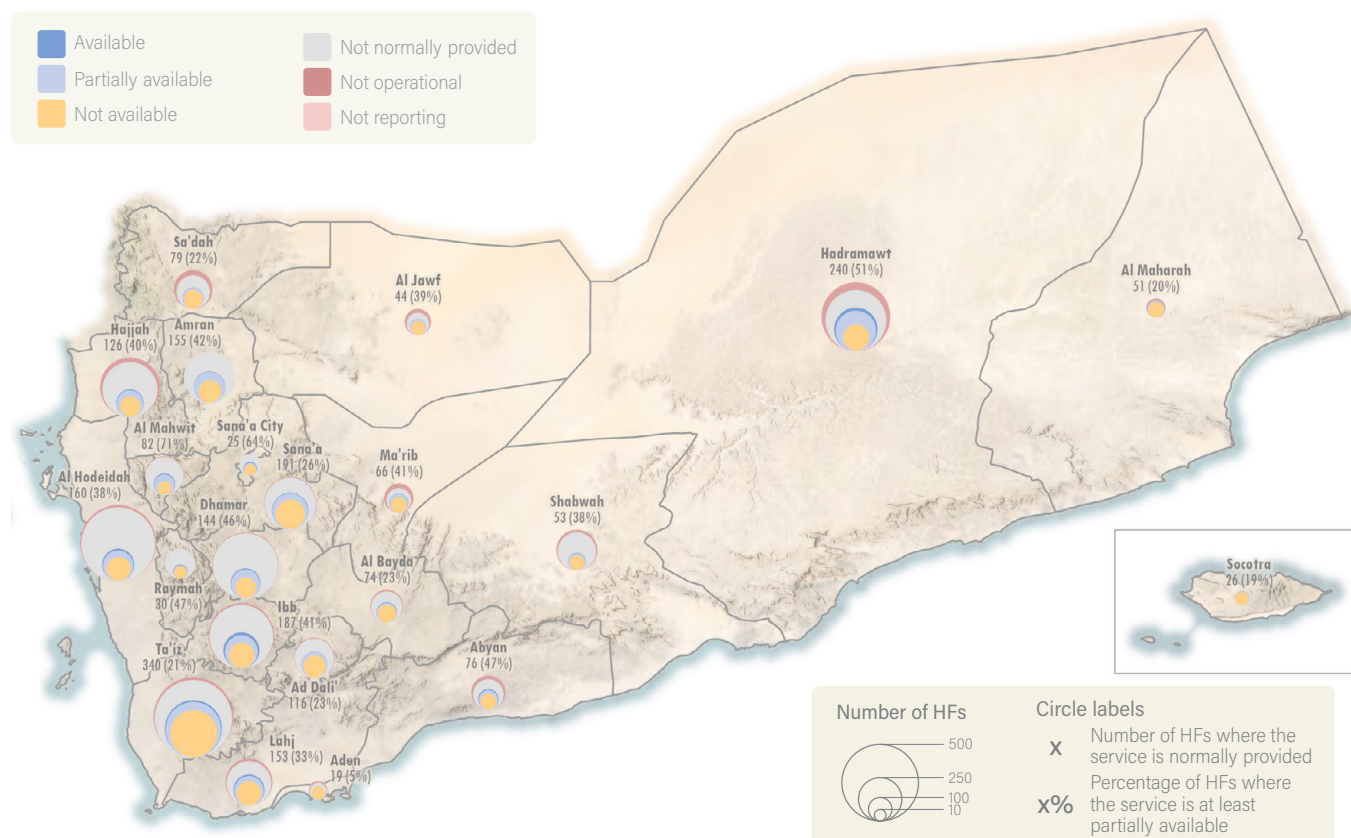 Available
Partially available
Not available
Not normally provided
Not operational
Not reporting
Sa'dah
79 (22%)
Al Jawf
44 (39%)
Hadramawt
240 (51%)
Al Maharah
51 (20%)
Hajjah
126 (40%)
Amran
155 (42%)
Al Mahwit
82 (71%)
Sana'a City
25 (64%)
Sana'a
191 (26%)
Ma'rib
66 (41%)
Al Hodeidah
160 (38%)
Dhamar
144 (46%)
Shabwah
53 (38%)
Al Bayda
74 (23%)
Raymah
30 (47%)
Ibb
187 (41%)
Socotra
26 (19%)
Ta'iz
340 (21%)
Ad Dali'
116 (23%)
Abyan
76 (47%)
Lahj
153 (33%)
Aden
19 (5%)
Number of HFs
500
250
100
10
Circle labels
x Number of HFs where the
service is normally provided
x% Percentage of HFs where
the service is at least
partially available